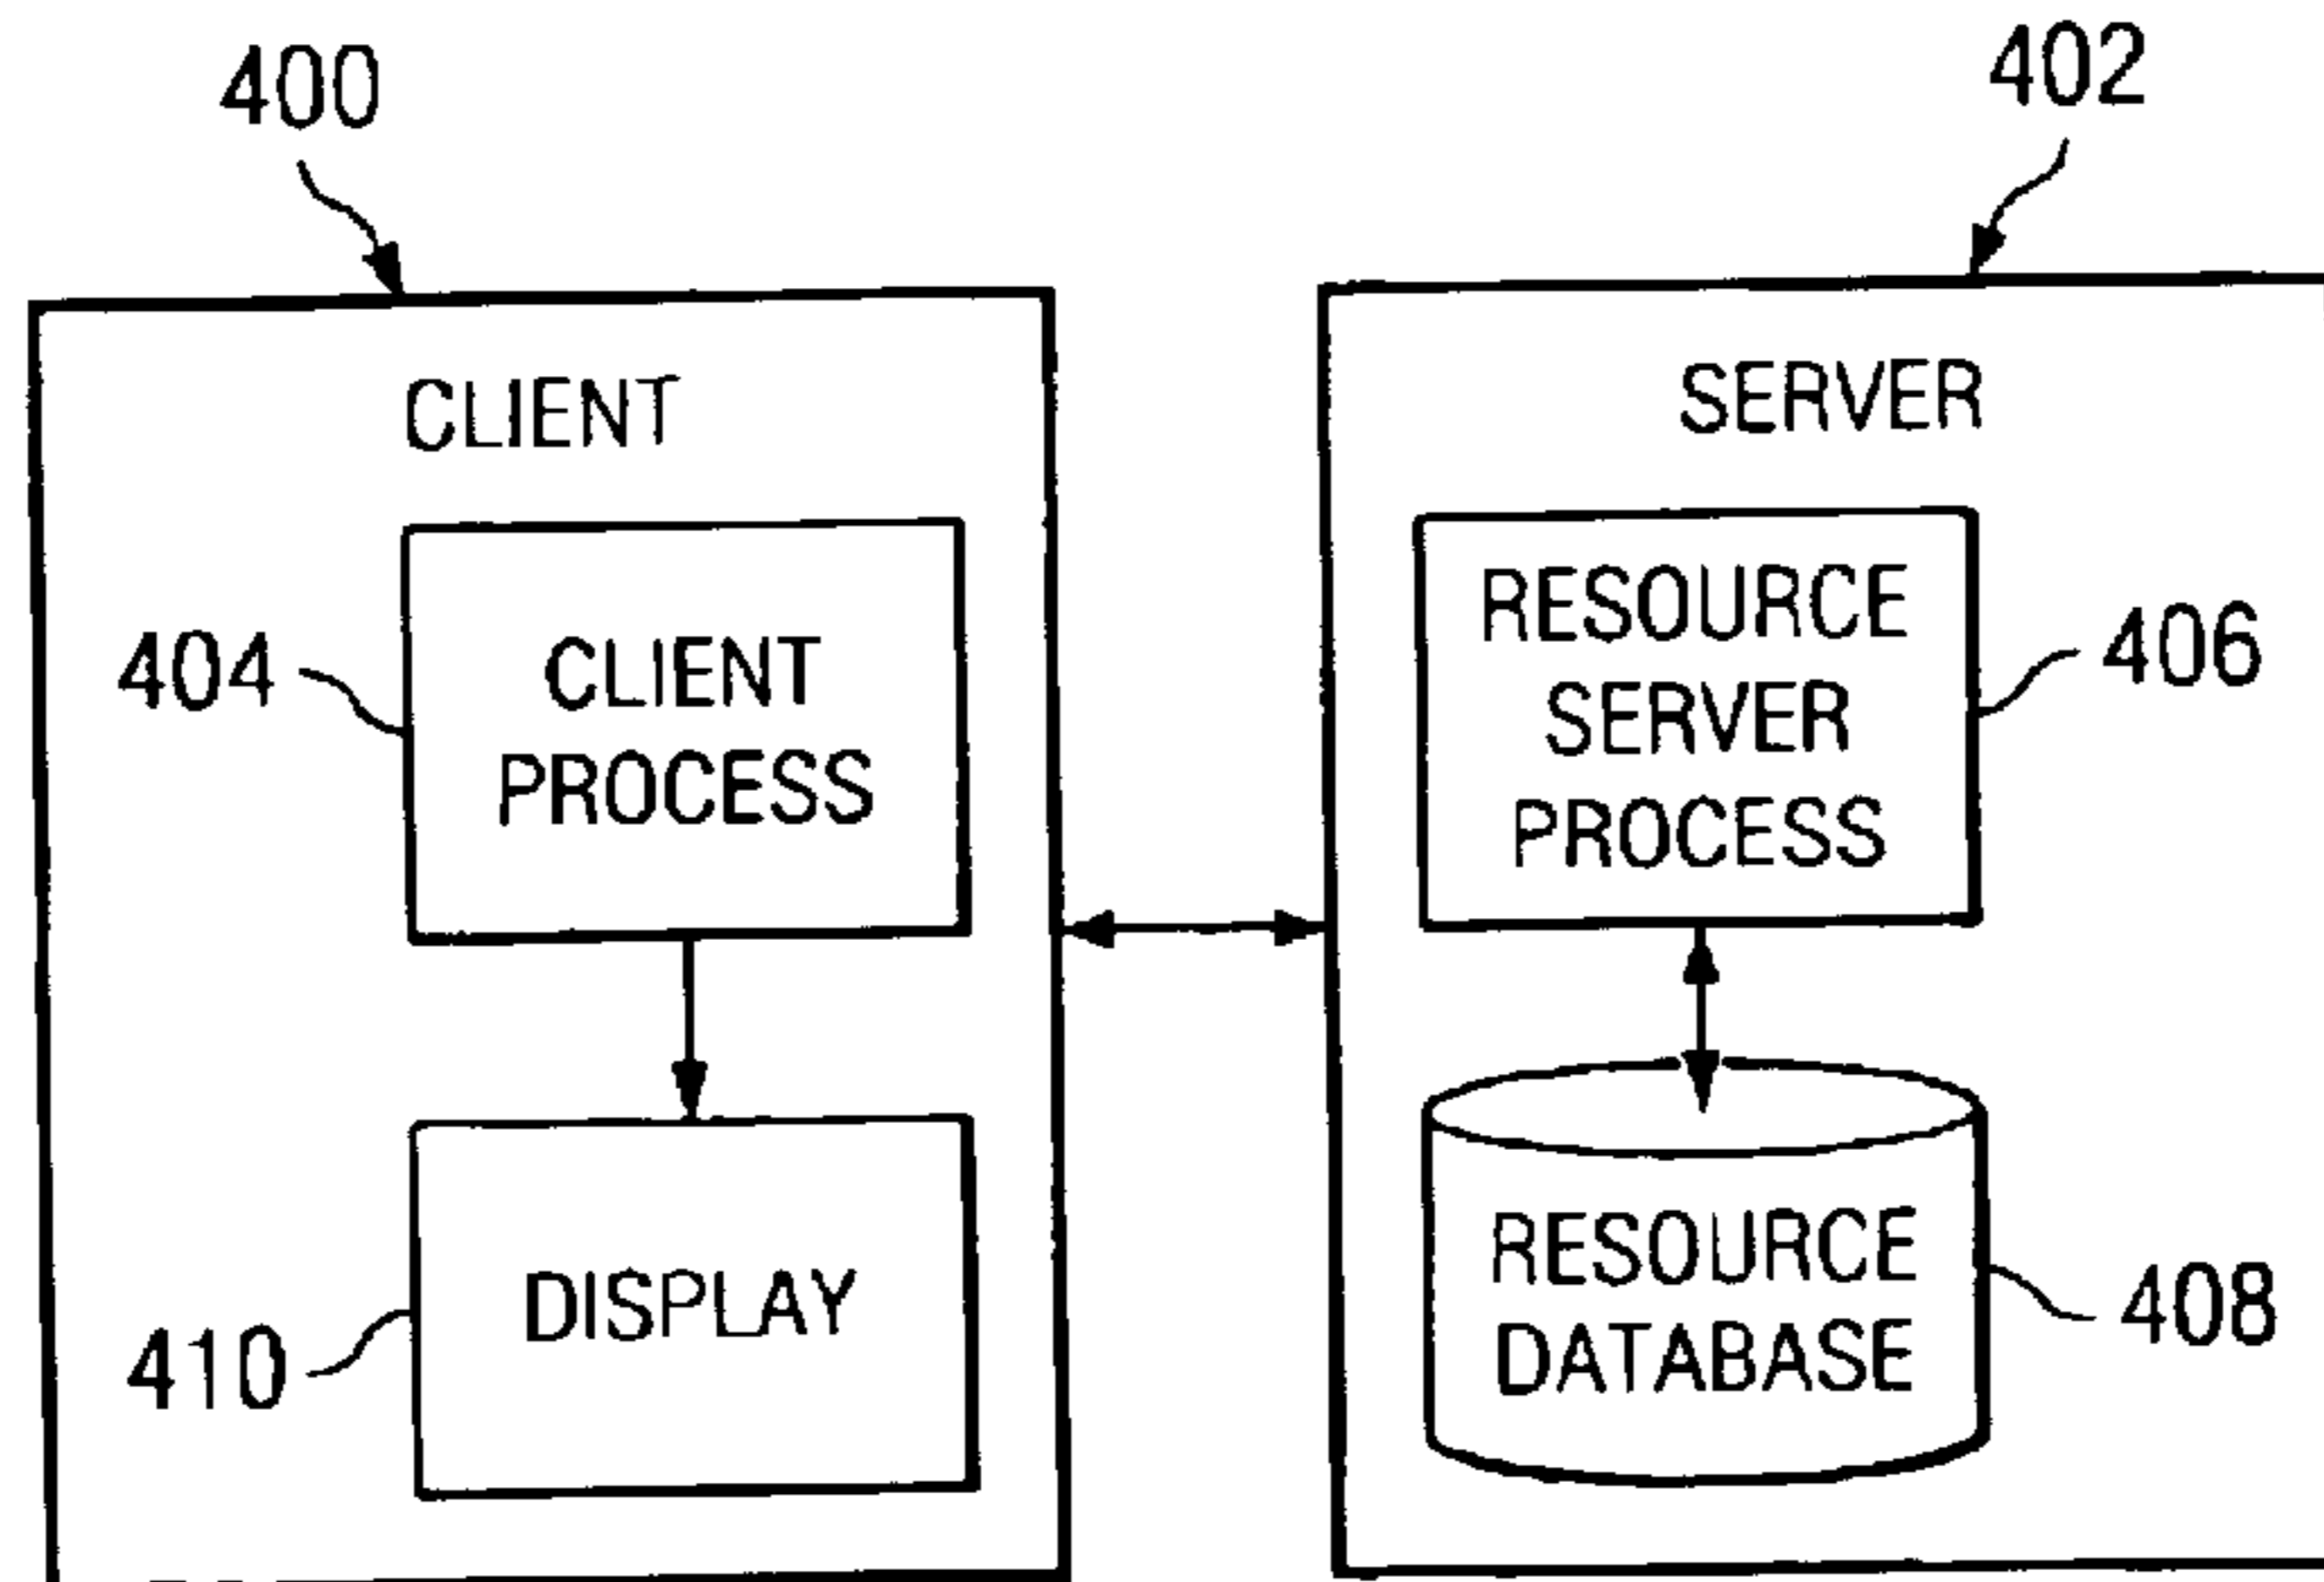 400
402
CLIENT
SERVER
404
CLIENT
PROCESS
RESOURCE
SERVER
PROCESS
406
410
DISPLAY
RESOURCE
DATABASE
408